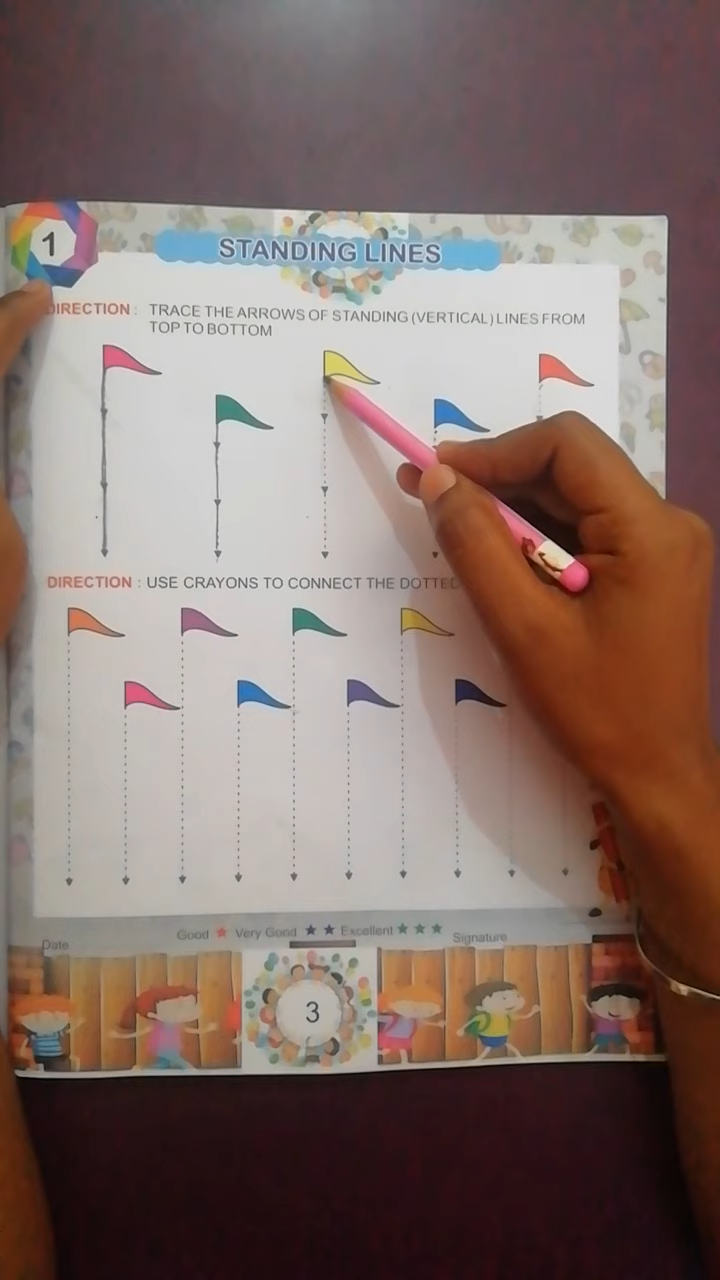 1
STANDING LINES
DIRECTION : TRACE THE ARROWS OF STANDING (VERTICAL) LINES FROM
TOP TO BOTTOM
DIRECTION : USE CRAYONS TO CONNECT THE DOTTED
Date
Good Very Good Excellent
Signature
3